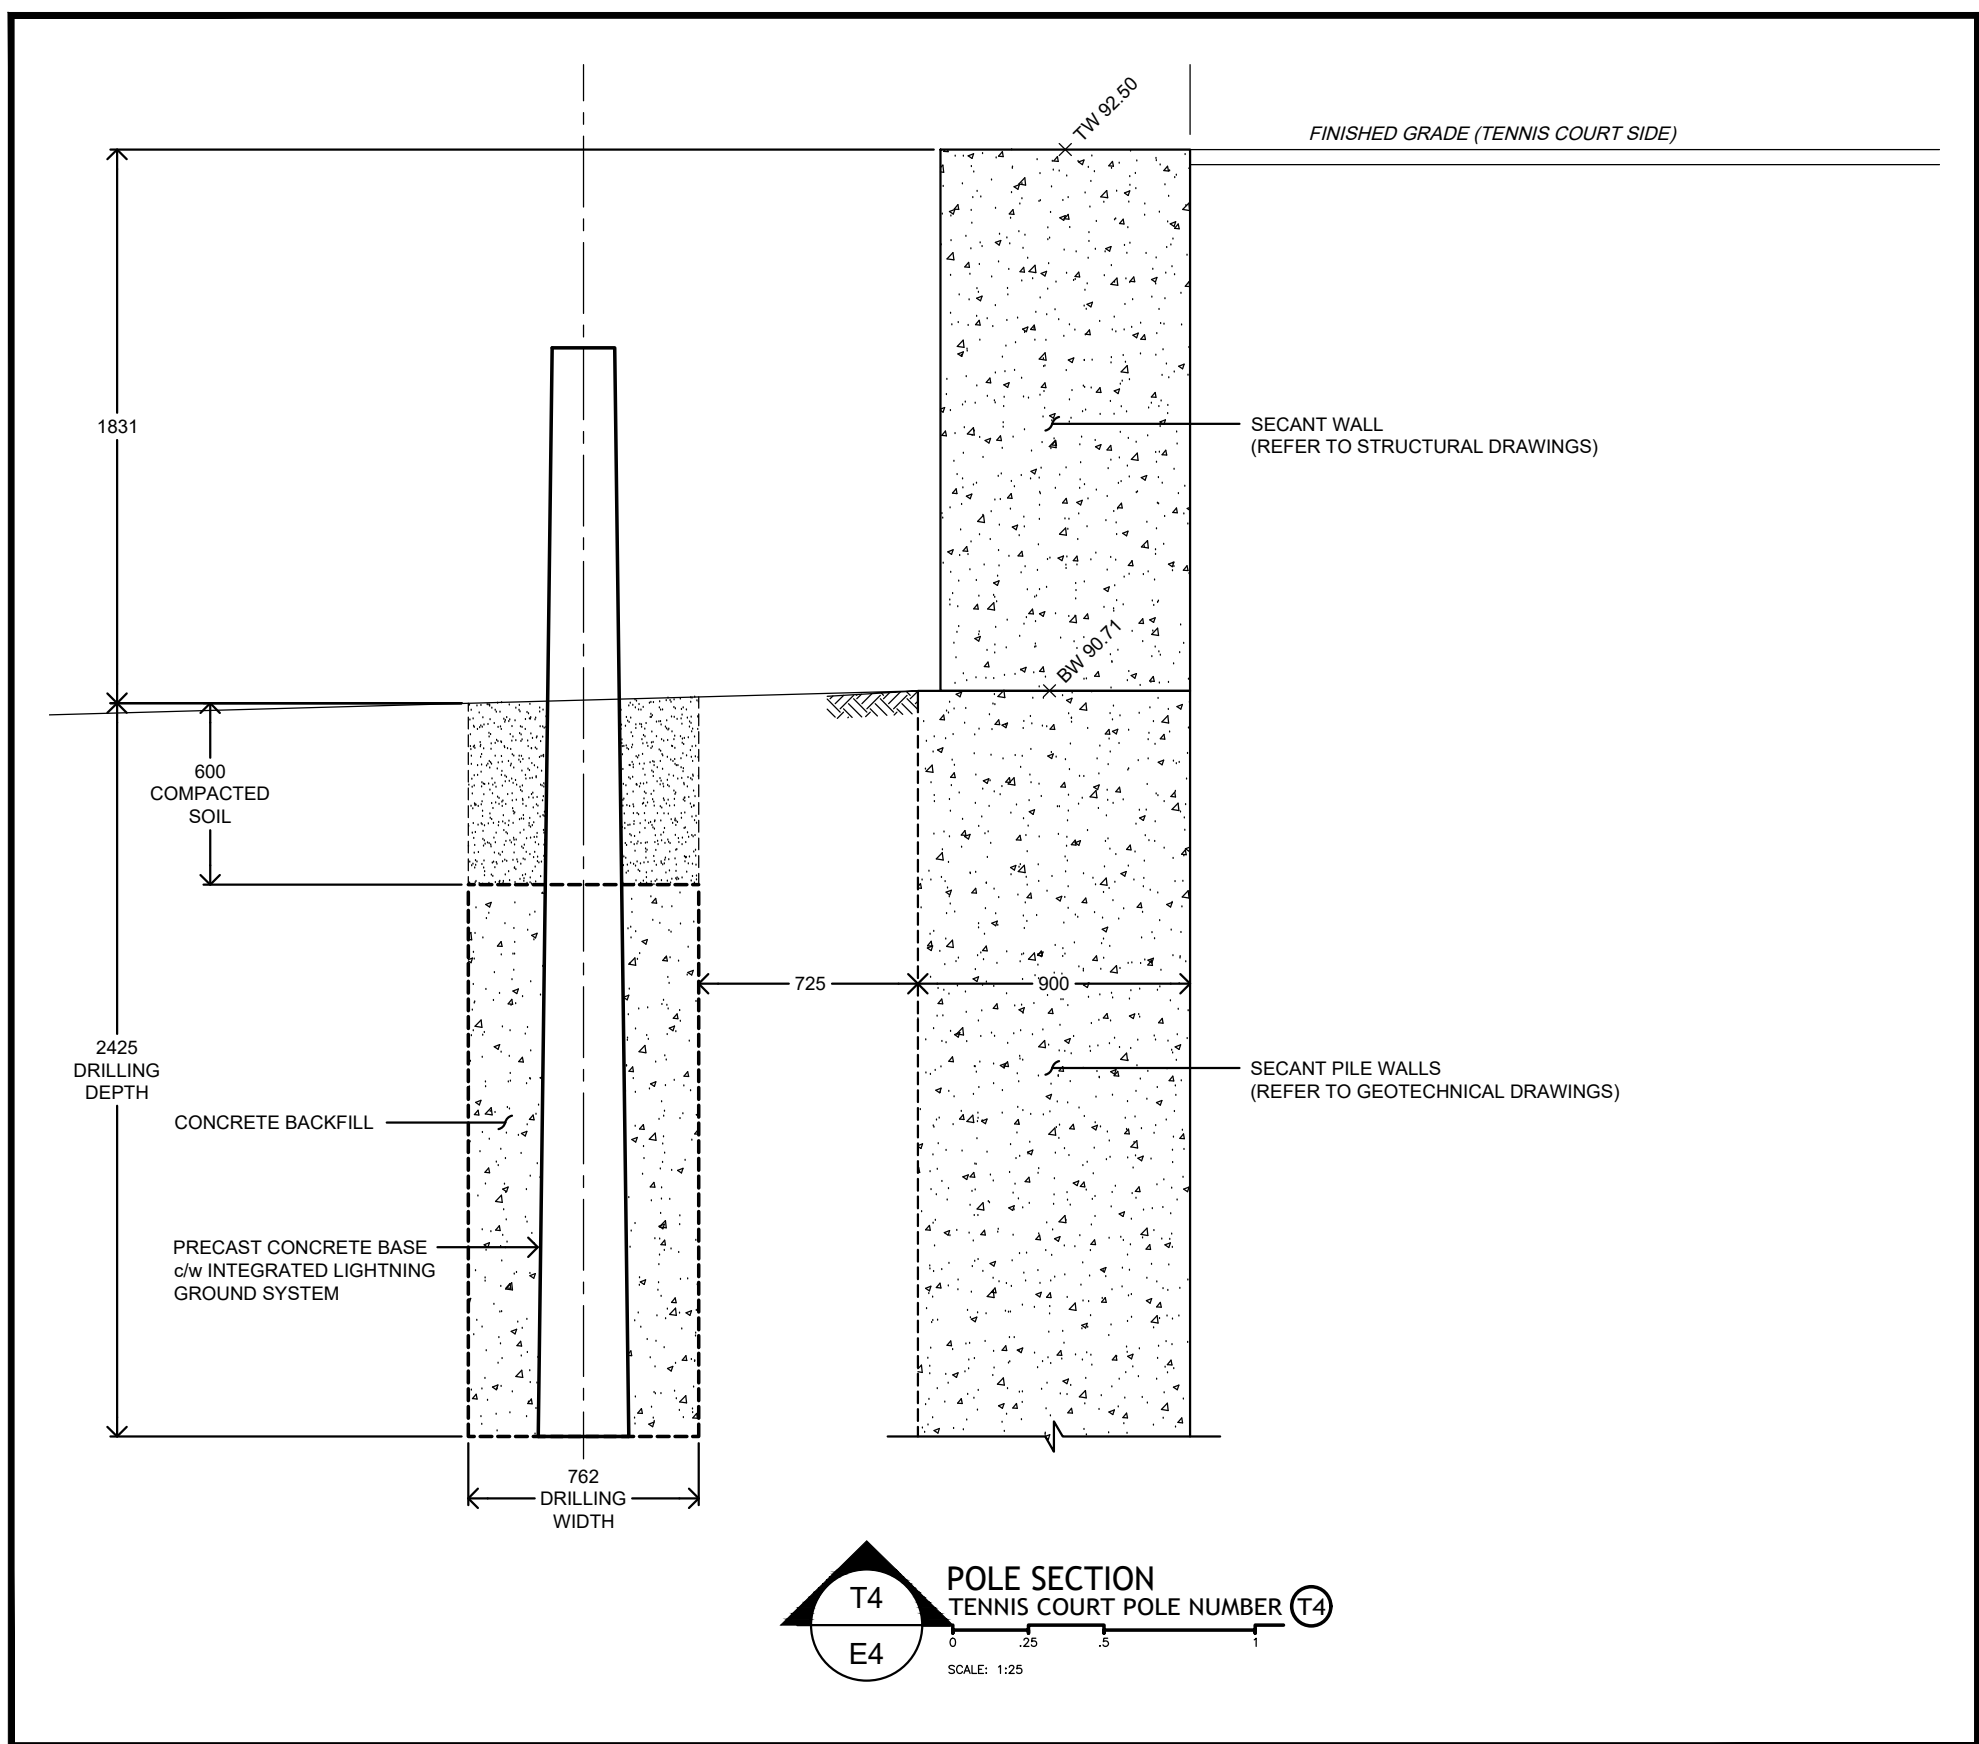 TW 92.50
FINISHED GRADE (TENNIS COURT SIDE)
1831
SECANT WALL
(REFER TO STRUCTURAL DRAWINGS)
BW 90.71
600
COMPACTED
SOIL
725
900
2425
DRILLING
DEPTH
SECANT PILE WALLS
(REFER TO GEOTECHNICAL DRAWINGS)
CONCRETE BACKFILL
PRECAST CONCRETE BASE
c/w INTEGRATED LIGHTNING
GROUND SYSTEM
762
DRILLING
WIDTH
T4
E4
POLE SECTION
TENNIS COURT POLE NUMBER T4
0 .25 .5 1
SCALE: 1:25